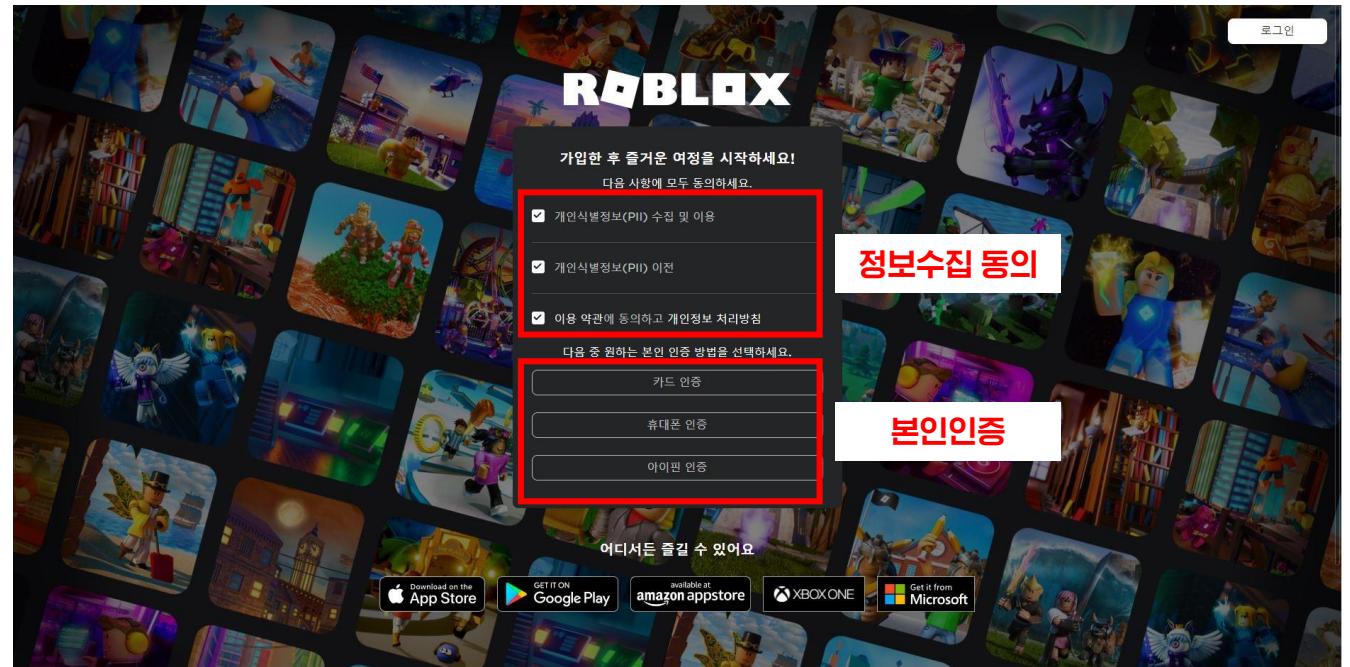 로그인
ROBLOX
가입한 후 즐거운 여정을 시작하세요!
다음 사항에 모두 동의하세요.
개인식별정보(PII) 수집 및 이용
개인식별정보(PII) 이전
정보수집 동의
이용 약관에 동의하고 개인정보 처리방침
다음 중 원하는 본인 인증 방법을 선택하세요.
카드 인증
휴대폰 인증
본인인증
아이핀 인증
어디서든 즐길 수 있어요
Download on the
App Store
GET IT ON
Google Play
available at
amazon appstore
XBOX ONE
Get it from
Microsoft